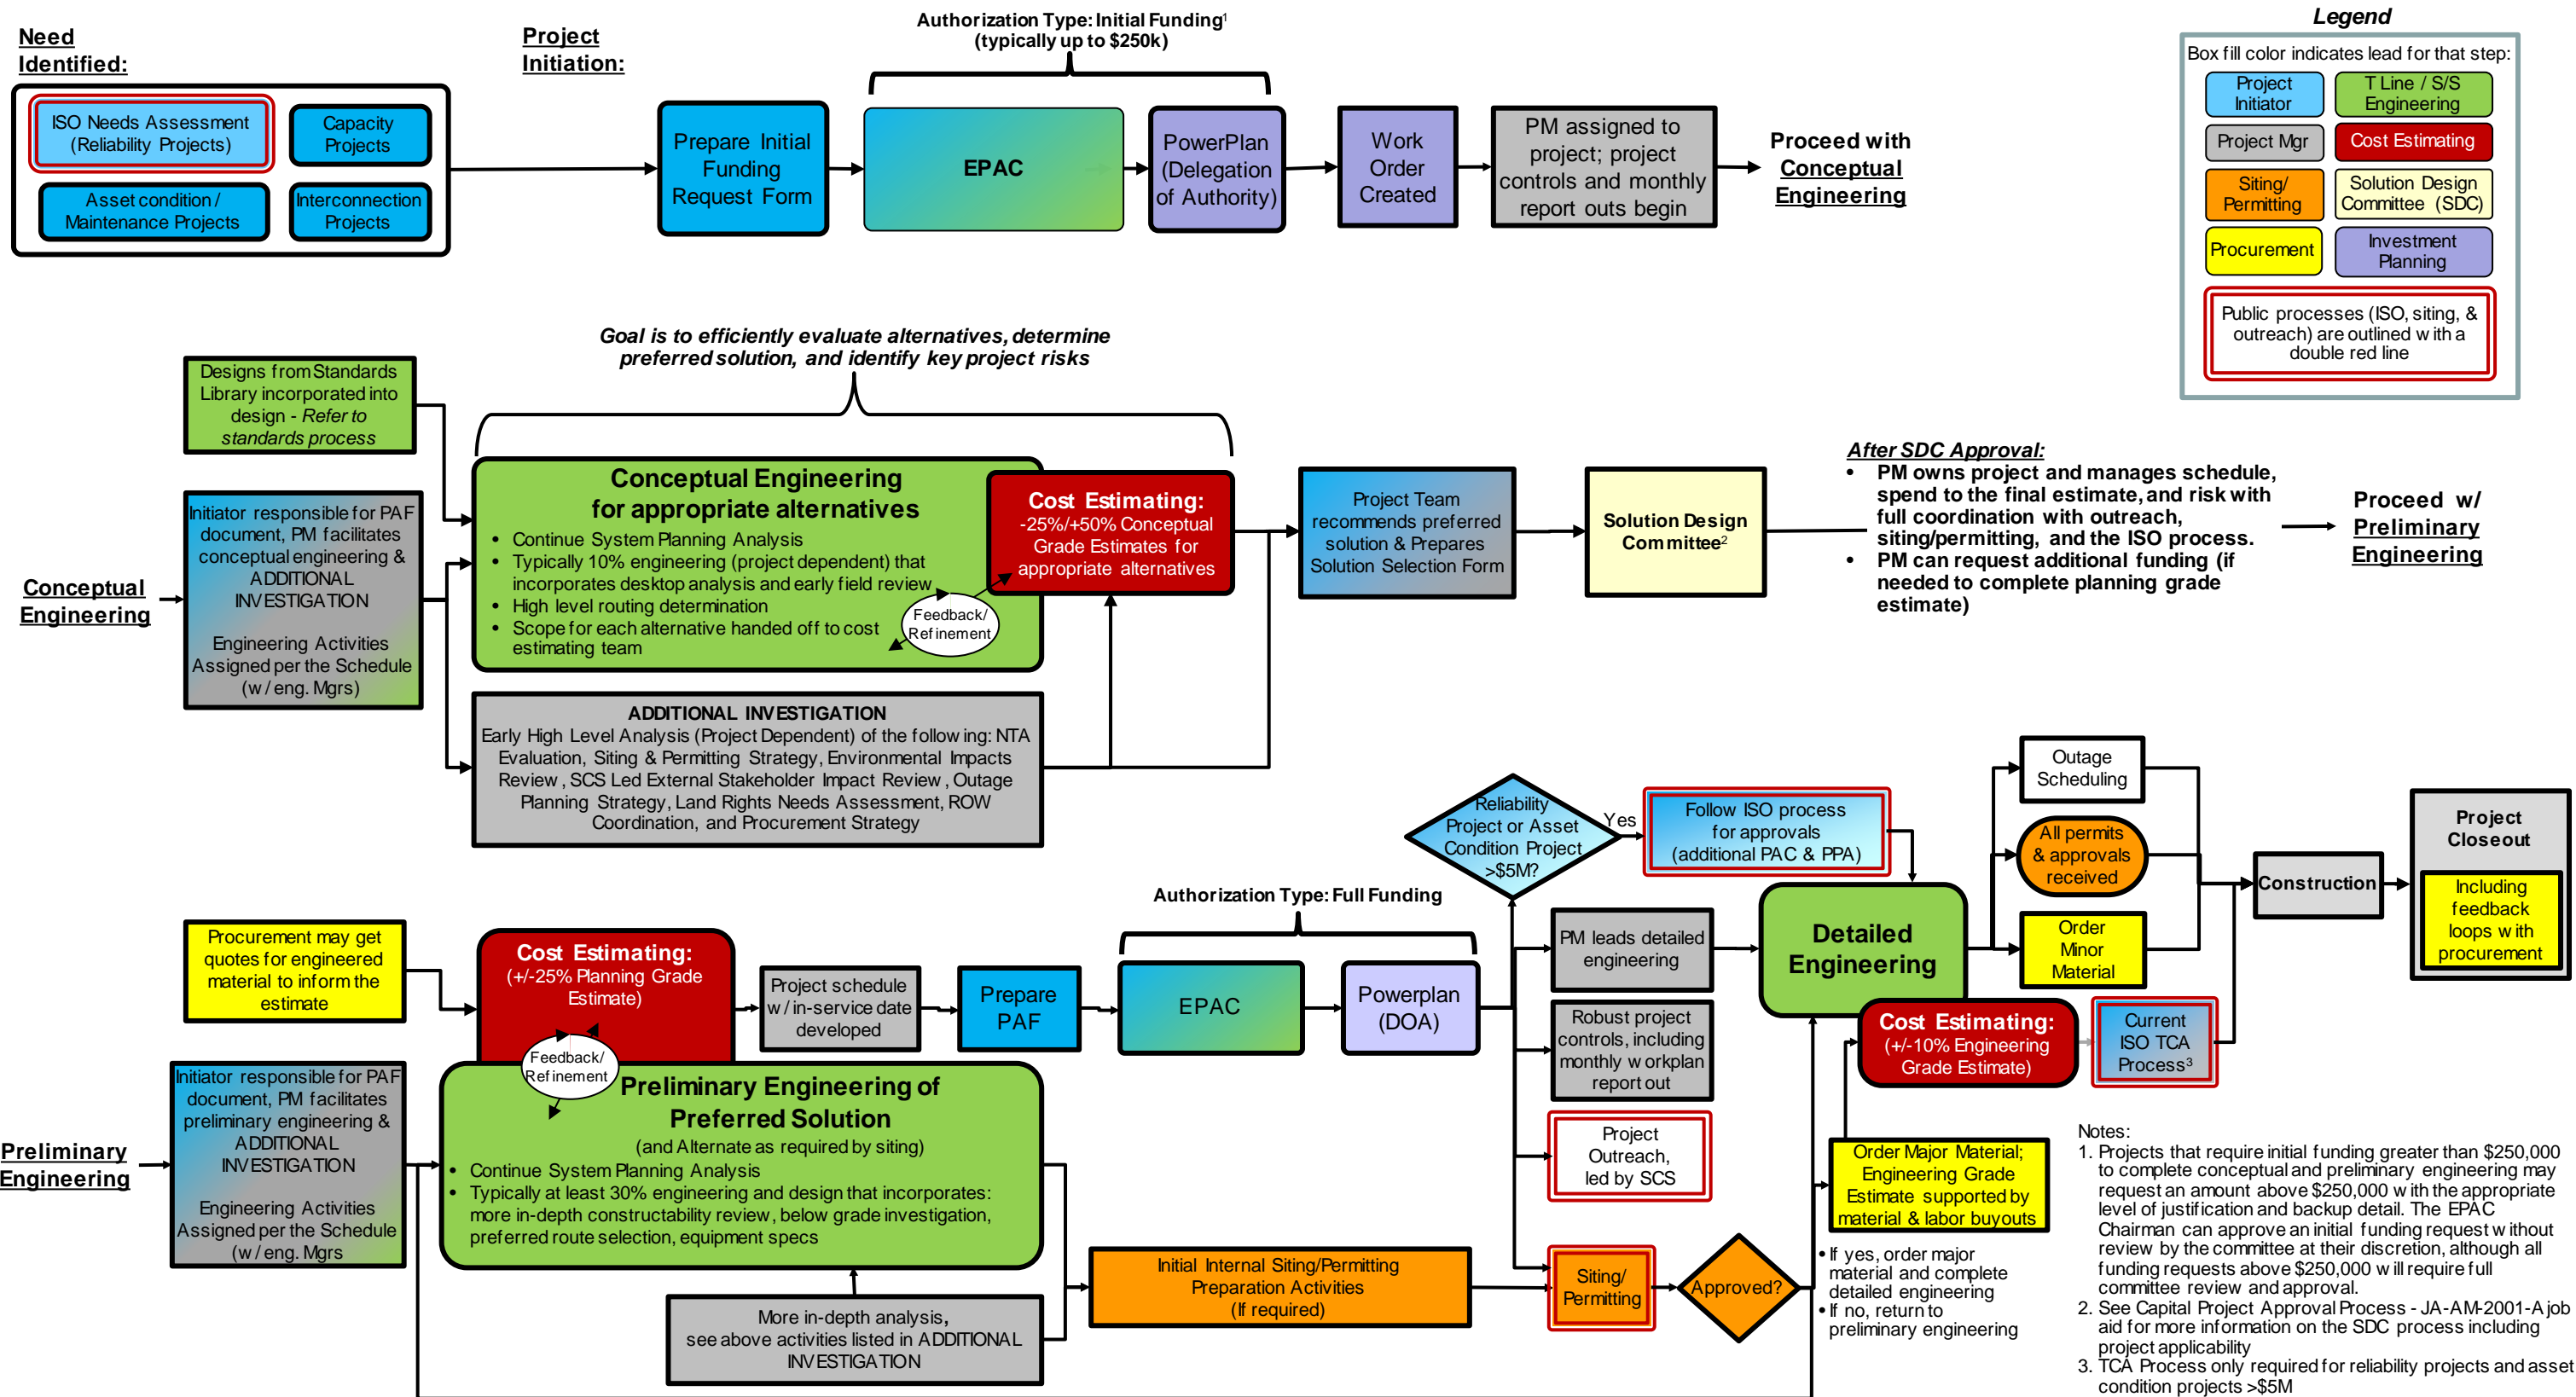 Need
Identified:
ISO Needs Assessment
(Reliability Projects)
Capacity
Projects
Asset condition /
Maintenance Projects
Interconnection
Projects
Project
Initiation:
Authorization Type: Initial Funding¹
(typically up to $250k)
Prepare Initial
Funding
Request Form
EPAC
PowerPlan
(Delegation
of Authority)
Work
Order
Created
PM assigned to
project; project
controls and monthly
report outs begin
Proceed with
Conceptual
Engineering
Legend
Box fill color indicates lead for that step:
Project
Initiator
T Line / S/S
Engineering
Project Mgr
Cost Estimating
Siting/
Permitting
Solution Design
Committee (SDC)
Procurement
Investment
Planning
Public processes (ISO, siting, &
outreach) are outlined with a
double red line
Goal is to efficiently evaluate alternatives, determine
preferred solution, and identify key project risks
Designs from Standards
Library incorporated into
design - Refer to
standards process
Conceptual
Engineering
Initiator responsible for PAF
document, PM facilitates
conceptual engineering &
ADDITIONAL
INVESTIGATION
Engineering Activities
Assigned per the Schedule
(w/ eng. Mgrs)
Conceptual Engineering
for appropriate alternatives
• Continue System Planning Analysis
• Typically 10% engineering (project dependent) that
incorporates desktop analysis and early field review
• High level routing determination
• Scope for each alternative handed off to cost
estimating team
Feedback/
Refinement
Cost Estimating:
-25%/+50% Conceptual
Grade Estimates for
appropriate alternatives
Project Team
recommends preferred
solution & Prepares
Solution Selection Form
Solution Design
Committee²
After SDC Approval:
• PM owns project and manages schedule,
spend to the final estimate, and risk with
full coordination with outreach,
siting/permitting, and the ISO process.
• PM can request additional funding (if
needed to complete planning grade
estimate)
Proceed w/
Preliminary
Engineering
ADDITIONAL INVESTIGATION
Early High Level Analysis (Project Dependent) of the following: NTA
Evaluation, Siting & Permitting Strategy, Environmental Impacts
Review, SCS Led External Stakeholder Impact Review, Outage
Planning Strategy, Land Rights Needs Assessment, ROW
Coordination, and Procurement Strategy
Procurement may get
quotes for engineered
material to inform the
estimate
Cost Estimating:
(+/-25% Planning Grade
Estimate)
Feedback/
Refinement
Project schedule
w/ in-service date
developed
Prepare
PAF
Authorization Type: Full Funding
EPAC
Powerplan
(DOA)
Reliability
Project or Asset
Condition Project
>$5M?
Yes
Follow ISO process
for approvals
(additional PAC & PPA)
PM leads detailed
engineering
Robust project
controls, including
monthly workplan
report out
Project
Outreach,
led by SCS
Detailed
Engineering
Cost Estimating:
(+/-10% Engineering
Grade Estimate)
Current
ISO TCA
Process³
Outage
Scheduling
All permits
& approvals
received
Order
Minor
Material
Construction
Project
Closeout
Including
feedback
loops with
procurement
Preliminary
Engineering
Initiator responsible for PAF
document, PM facilitates
preliminary engineering &
ADDITIONAL
INVESTIGATION
Engineering Activities
Assigned per the Schedule
(w/ eng. Mgrs
Preliminary Engineering of
Preferred Solution
(and Alternate as required by siting)
• Continue System Planning Analysis
• Typically at least 30% engineering and design that incorporates:
more in-depth constructability review, below grade investigation,
preferred route selection, equipment specs
More in-depth analysis,
see above activities listed in ADDITIONAL
INVESTIGATION
Initial Internal Siting/Permitting
Preparation Activities
(If required)
Siting/
Permitting
Approved?
Order Major Material;
Engineering Grade
Estimate supported by
material & labor buyouts
• If yes, order major
material and complete
detailed engineering
• If no, return to
preliminary engineering
Notes:
1. Projects that require initial funding greater than $250,000
to complete conceptual and preliminary engineering may
request an amount above $250,000 with the appropriate
level of justification and backup detail. The EPAC
Chairman can approve an initial funding request without
review by the committee at their discretion, although all
funding requests above $250,000 will require full
committee review and approval.
2. See Capital Project Approval Process - JA-AM-2001-A job
aid for more information on the SDC process including
project applicability
3. TCA Process only required for reliability projects and asset
condition projects >$5M